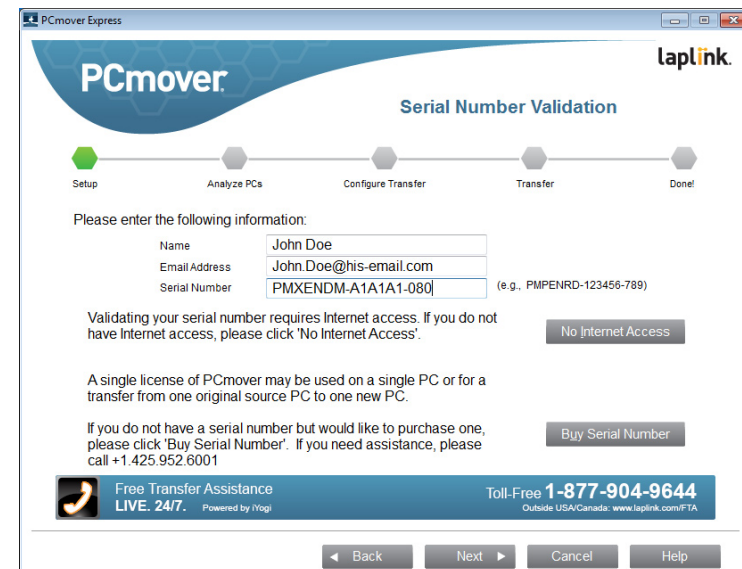 PCmover Express
laplink.
PCmover.
Serial Number Validation
Setup
Analyze PCs
Configure Transfer
Transfer
Done!
Please enter the following information:
Name
John Doe
Email Address
John.Doe@his-email.com
Serial Number
PMXENDM-A1A1A1-080
(e.g., PMPENRD-123456-789)
Validating your serial number requires Internet access. If you do not
have Internet access, please click 'No Internet Access'.
No Internet Access
A single license of PCmover may be used on a single PC or for a
transfer from one original source PC to one new PC.
If you do not have a serial number but would like to purchase one,
please click 'Buy Serial Number'. If you need assistance, please
call +1.425.952.6001
Buy Serial Number
Free Transfer Assistance
LIVE. 24/7. Powered by iYogi
Toll-Free 1-877-904-9644
Outside USA/Canada: www.laplink.com/FTA
Back
Next
Cancel
Help